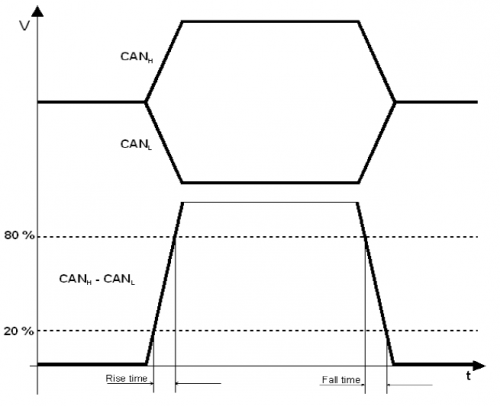 V
CANH
CANL
80 %
CANH - CANL
20 %
t
Rise time
Fall time